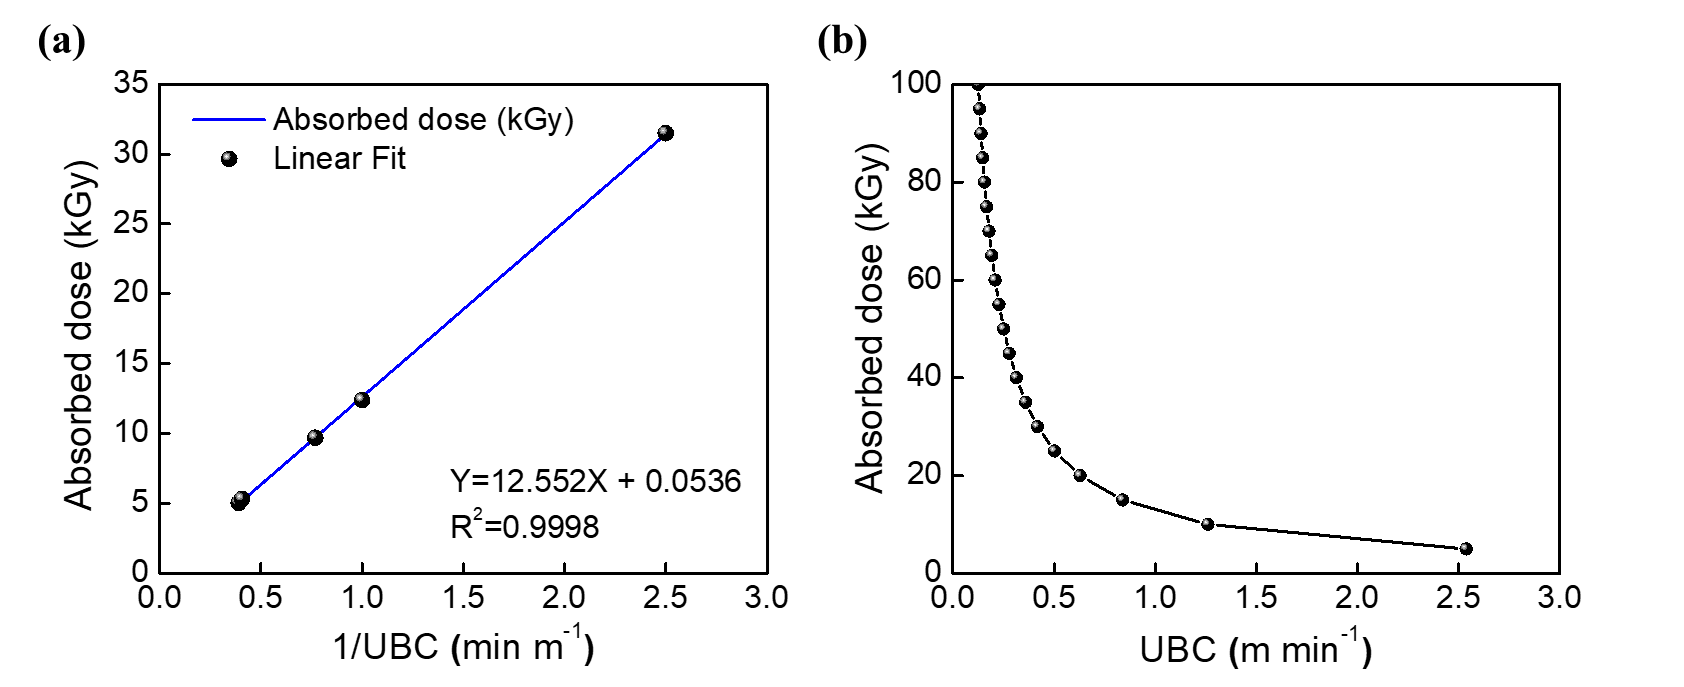 (a)
35
30
25
20
15
10
5
0
Absorbed dose (kGy)
Absorbed dose (kGy)
Linear Fit
Y=12.552X + 0.0536
R²=0.9998
0.0 0.5 1.0 1.5 2.0 2.5 3.0
1/UBC (min m⁻¹)
(b)
100
80
60
40
20
0
Absorbed dose (kGy)
0.0 0.5 1.0 1.5 2.0 2.5 3.0
UBC (m min⁻¹)